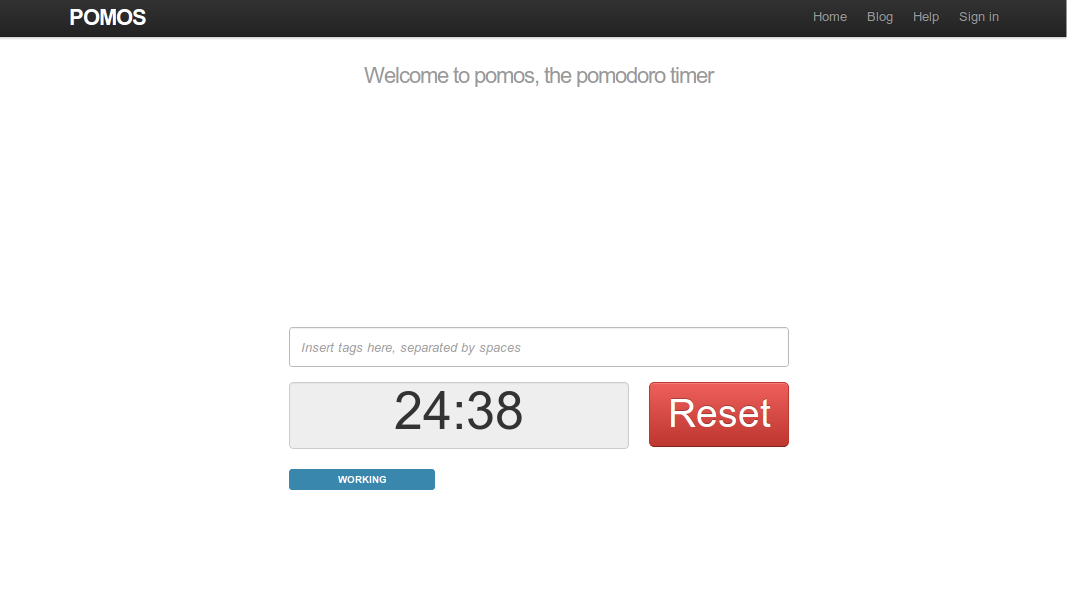 POMOS Home Blog Help Sign in
Welcome to pomos, the pomodoro timer
Insert tags here, separated by spaces
24:38 Reset
WORKING